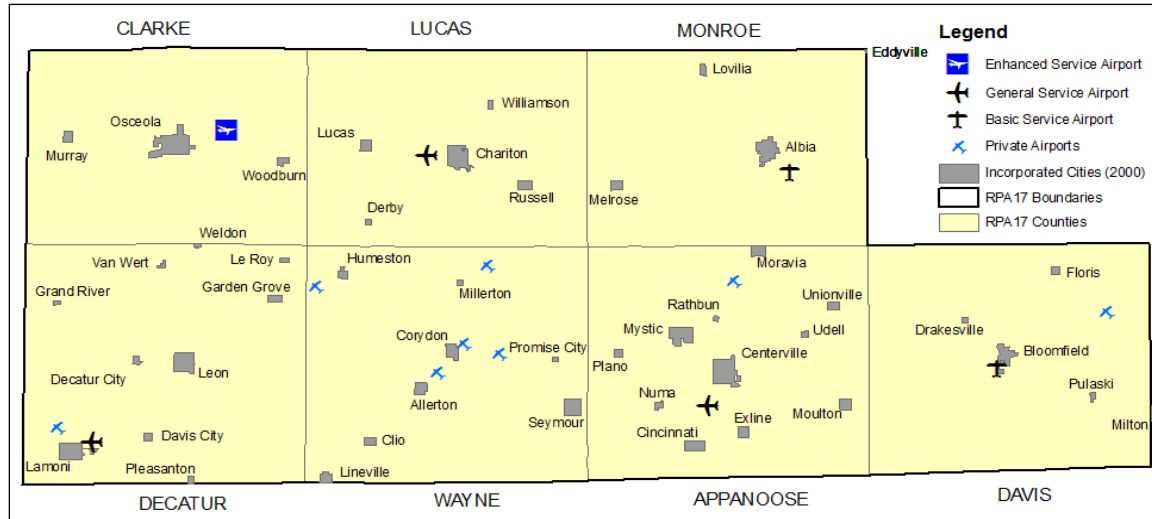 CLARKE
LUCAS
MONROE
Legend
Eddyville
Enhanced Service Airport
General Service Airport
Basic Service Airport
Private Airports
Incorporated Cities (2000)
RPA17 Boundaries
RPA17 Counties
Lovilia
Williamson
Osceola
Lucas
Murray
Chariton
Albia
Woodburn
Russell
Melrose
Derby
Weldon
Van Wert
Le Roy
Humeston
Moravia
Floris
Grand River
Garden Grove
Millerton
Rathbun
Unionville
Corydon
Mystic
Udell
Drakesville
Promise City
Plano
Centerville
Bloomfield
Decatur City
Leon
Allerton
Numa
Pulaski
Seymour
Exline
Moulton
Milton
Davis City
Clio
Cincinnati
Lamoni
Pleasanton
Lineville
DECATUR
WAYNE
APPANOOSE
DAVIS